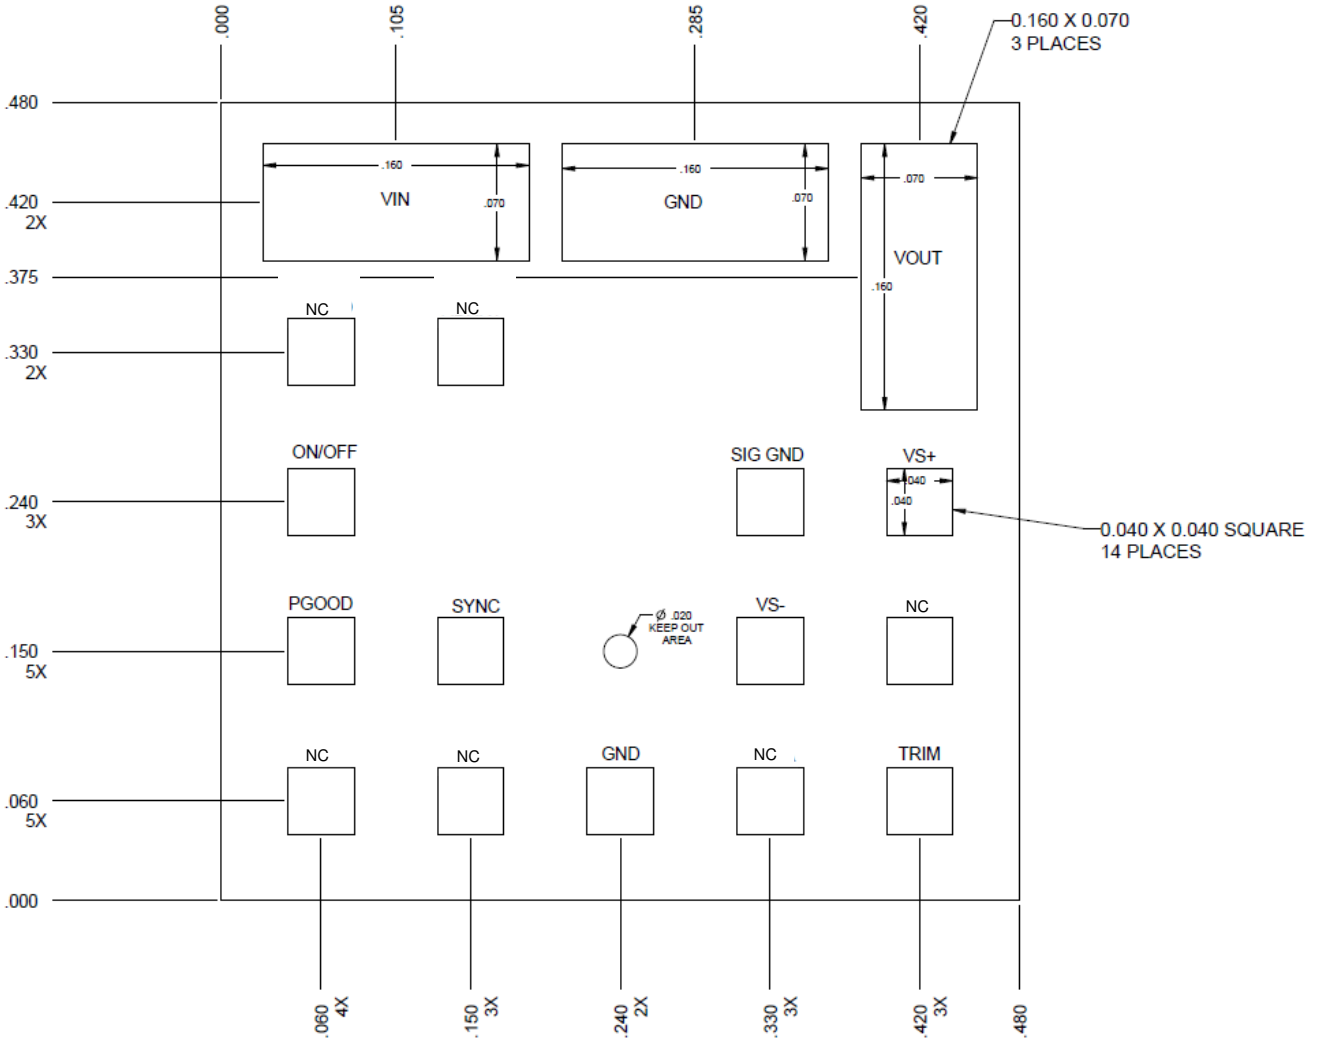 .000
.105
.285
.420
0.160 X 0.070
3 PLACES
.480
.160
.160
.070
VIN
GND
.070
.070
.420
2X
VOUT
.375
.160
NC
NC
.330
2X
ON/OFF
SIG GND
VS+
.040
.040
.240
3X
0.040 X 0.040 SQUARE
14 PLACES
PGOOD
SYNC
Ø .020
KEEP OUT
AREA
VS-
NC
.150
5X
NC
NC
GND
NC
TRIM
.060
5X
.000
.060 4X
.150 3X
.240 2X
.330 3X
.420 3X
.480